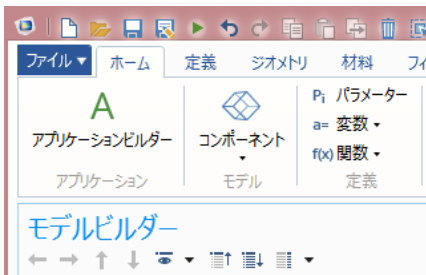 ファイル▼ ホーム 定義 ジオメトリ 材料
A Pi パラメーター
アプリケーションビルダー コンポーネント a= 変数
f(x) 関数
アプリケーション モデル 定義
モデルビルダー